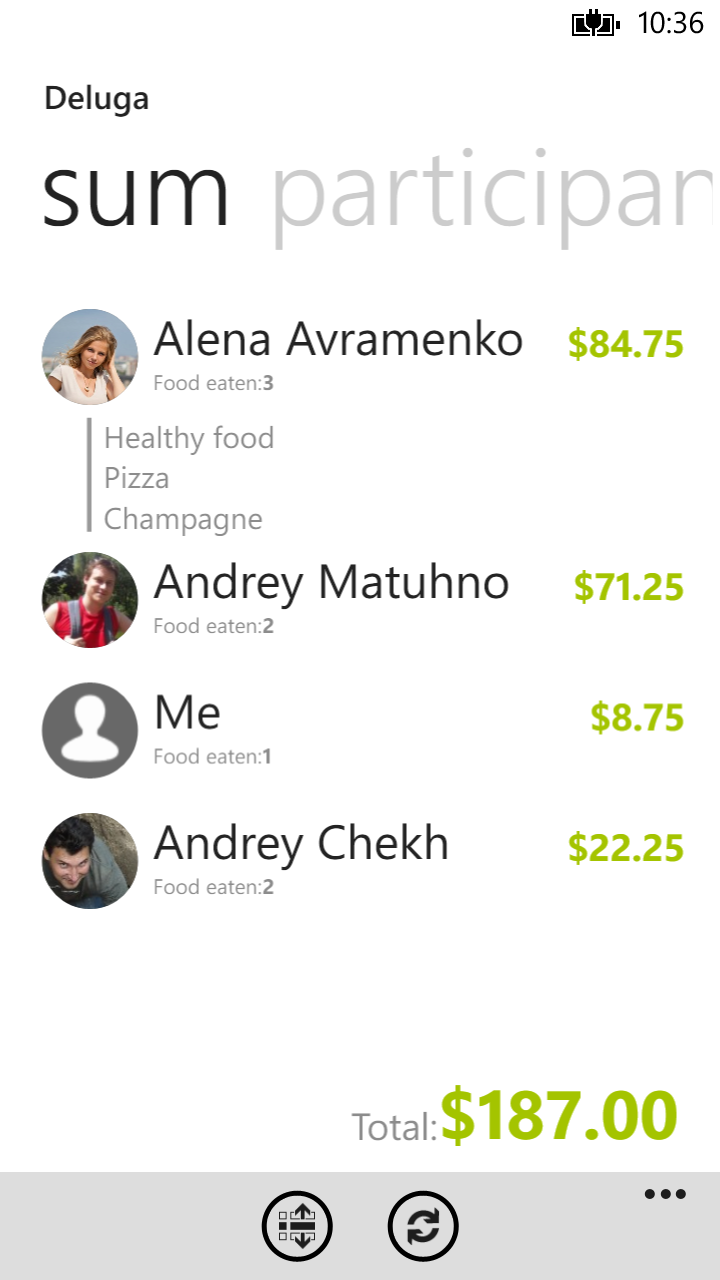 10:36
Deluga
sum participan
Alena Avramenko $84.75
Food eaten:3
Healthy food
Pizza
Champagne
Andrey Matuhno $71.25
Food eaten:2
Me $8.75
Food eaten:1
Andrey Chekh $22.25
Food eaten:2
Total:$187.00